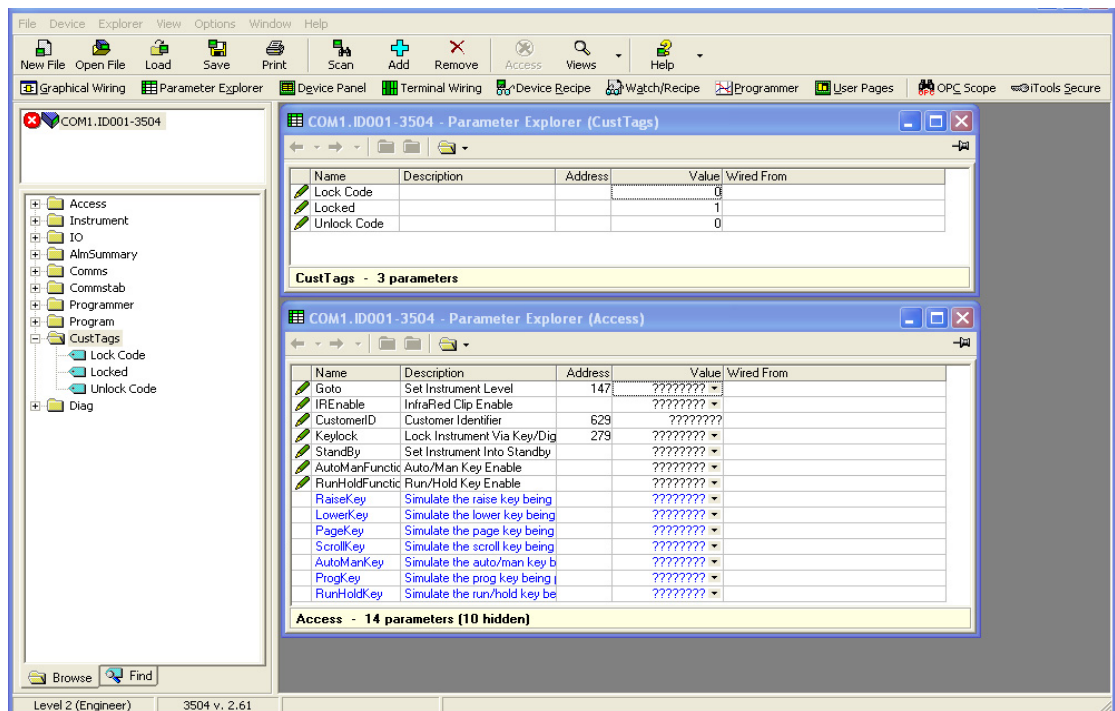 File Device Explorer View Options Window Help
New File Open File Load Save Print Scan Add Remove Access Views Help
Graphical Wiring Parameter Explorer Device Panel Terminal Wiring Device Recipe Watch/Recipe Programmer User Pages OPC Scope iTools Secure
COM1.ID001-3504
Access
Instrument
IO
AlmSummary
Comms
Commstab
Programmer
Program
CustTags
Lock Code
Locked
Unlock Code
Diag
Browse Find
COM1.ID001-3504 - Parameter Explorer (CustTags)
Name Description Address Value Wired From
Lock Code 0
Locked 1
Unlock Code 0
CustTags - 3 parameters
COM1.ID001-3504 - Parameter Explorer (Access)
Name Description Address Value Wired From
Goto Set Instrument Level 147 ????????
IREnable InfraRed Clip Enable ????????
CustomerID Customer Identifier 629 ????????
Keylock Lock Instrument Via Key/Dig 279 ????????
StandBy Set Instrument Into Standby ????????
AutoManFunctic Auto/Man Key Enable ????????
RunHoldFunctic Run/Hold Key Enable ????????
RaiseKey Simulate the raise key being ????????
LowerKey Simulate the lower key being ????????
PageKey Simulate the page key being ????????
ScrollKey Simulate the scroll key being ????????
AutoManKey Simulate the auto/man key b ????????
ProgKey Simulate the prog key being ????????
RunHoldKey Simulate the run/hold key be ????????
Access - 14 parameters (10 hidden)
Level 2 (Engineer) 3504 v. 2.61